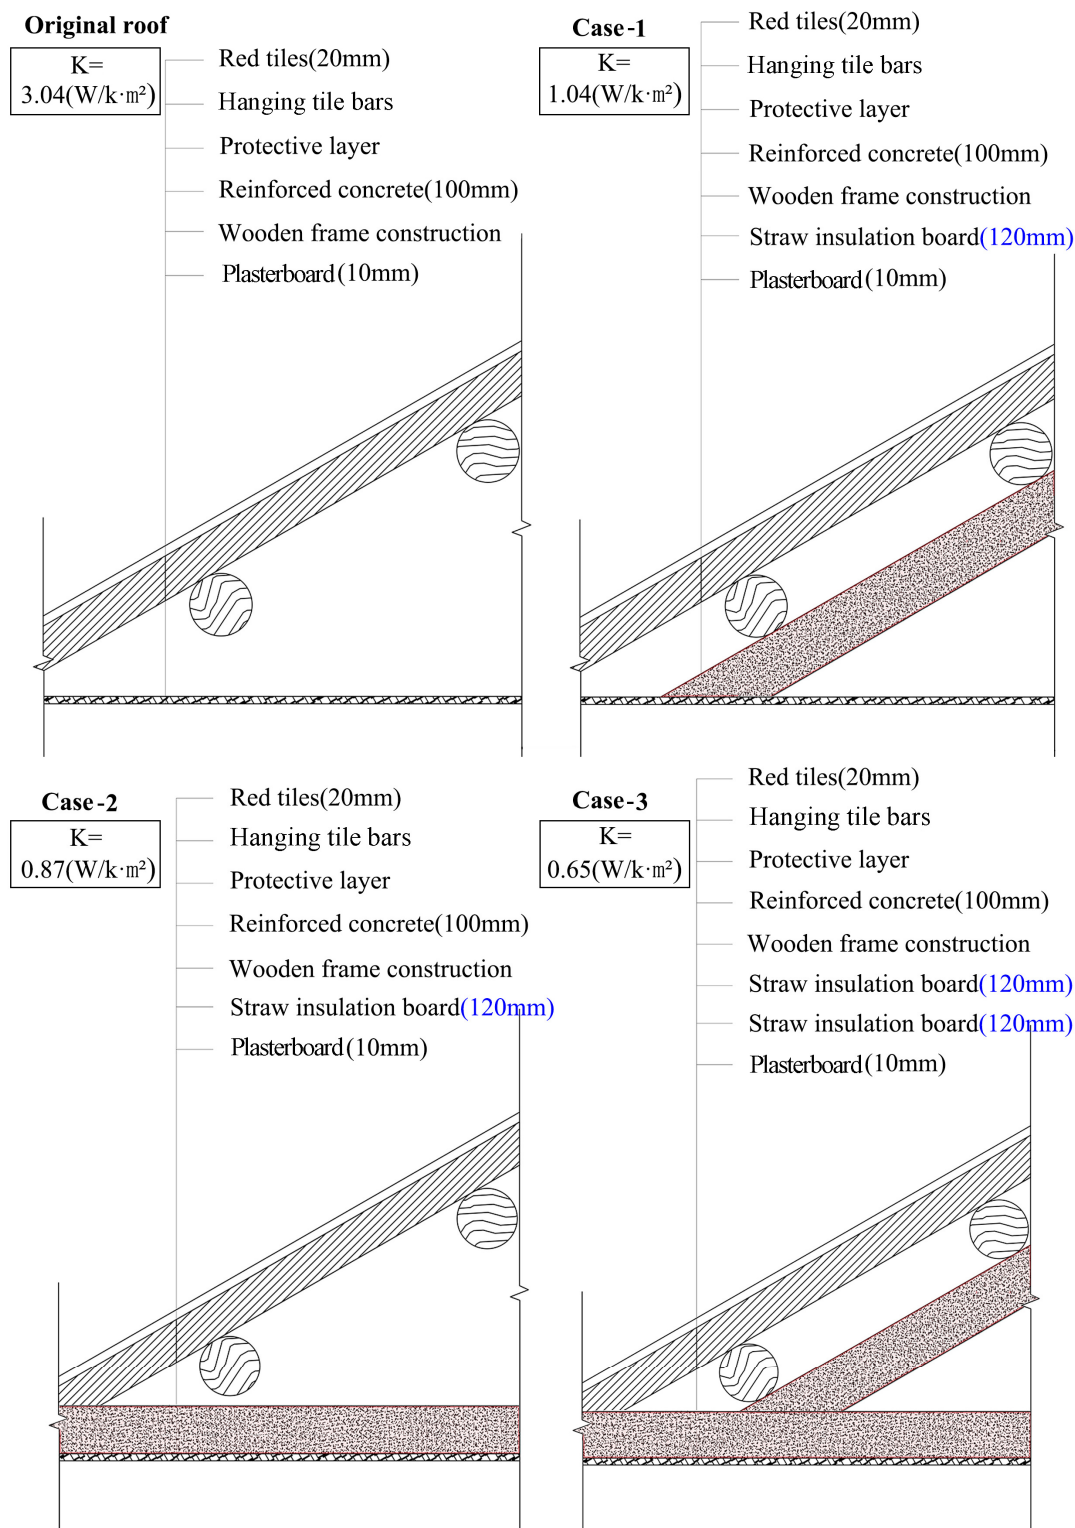 Original roof
K=
3.04(W/k·㎡)
Red tiles(20mm)
Hanging tile bars
Protective layer
Reinforced concrete(100mm)
Wooden frame construction
Plasterboard(10mm)
Case-1
K=
1.04(W/k·㎡)
Red tiles(20mm)
Hanging tile bars
Protective layer
Reinforced concrete(100mm)
Wooden frame construction
Straw insulation board(120mm)
Plasterboard(10mm)
Case-2
K=
0.87(W/k·㎡)
Red tiles(20mm)
Hanging tile bars
Protective layer
Reinforced concrete(100mm)
Wooden frame construction
Straw insulation board(120mm)
Plasterboard(10mm)
Case-3
K=
0.65(W/k·㎡)
Red tiles(20mm)
Hanging tile bars
Protective layer
Reinforced concrete(100mm)
Wooden frame construction
Straw insulation board(120mm)
Straw insulation board(120mm)
Plasterboard(10mm)